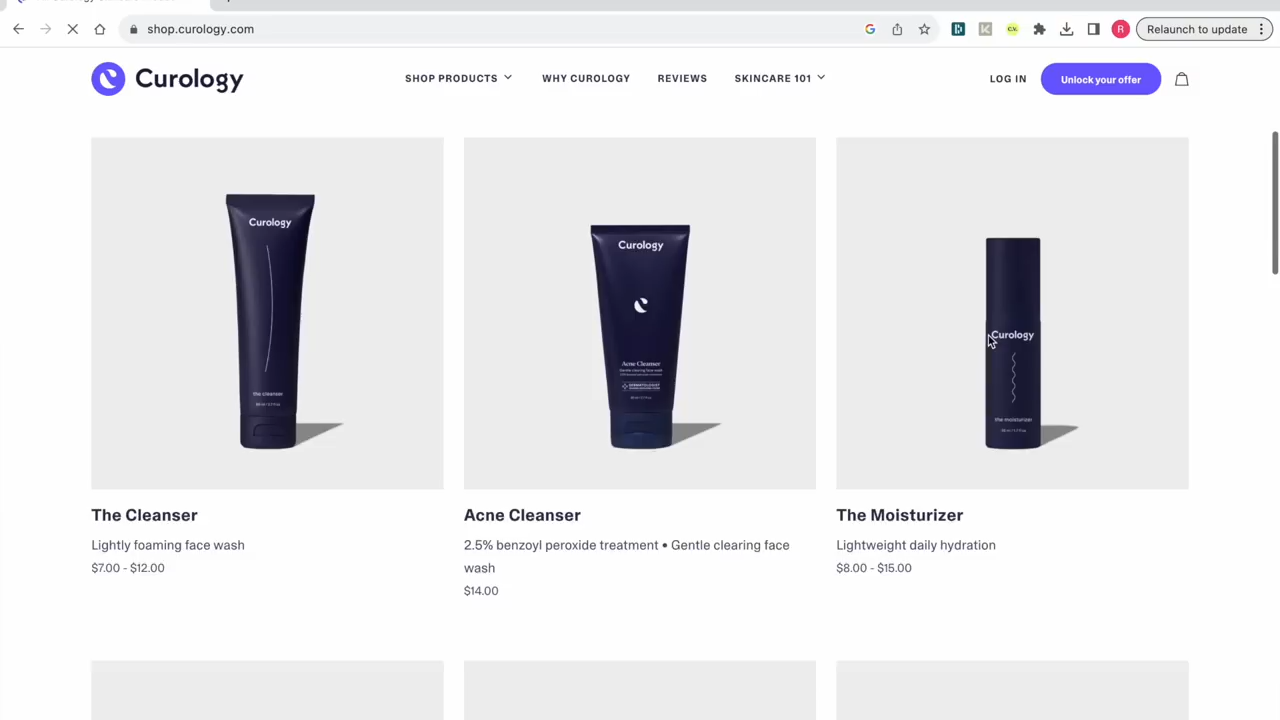 shop.curology.com
Relaunch to update
Curology
SHOP PRODUCTS
WHY CUROLOGY
REVIEWS
SKINCARE 101
LOG IN
Unlock your offer
Curology
the cleanser
Curology
Acne Cleanser
Curology
the moisturizer
The Cleanser
Lightly foaming face wash
$7.00 - $12.00
Acne Cleanser
2.5% benzoyl peroxide treatment • Gentle clearing face
wash
$14.00
The Moisturizer
Lightweight daily hydration
$8.00 - $15.00